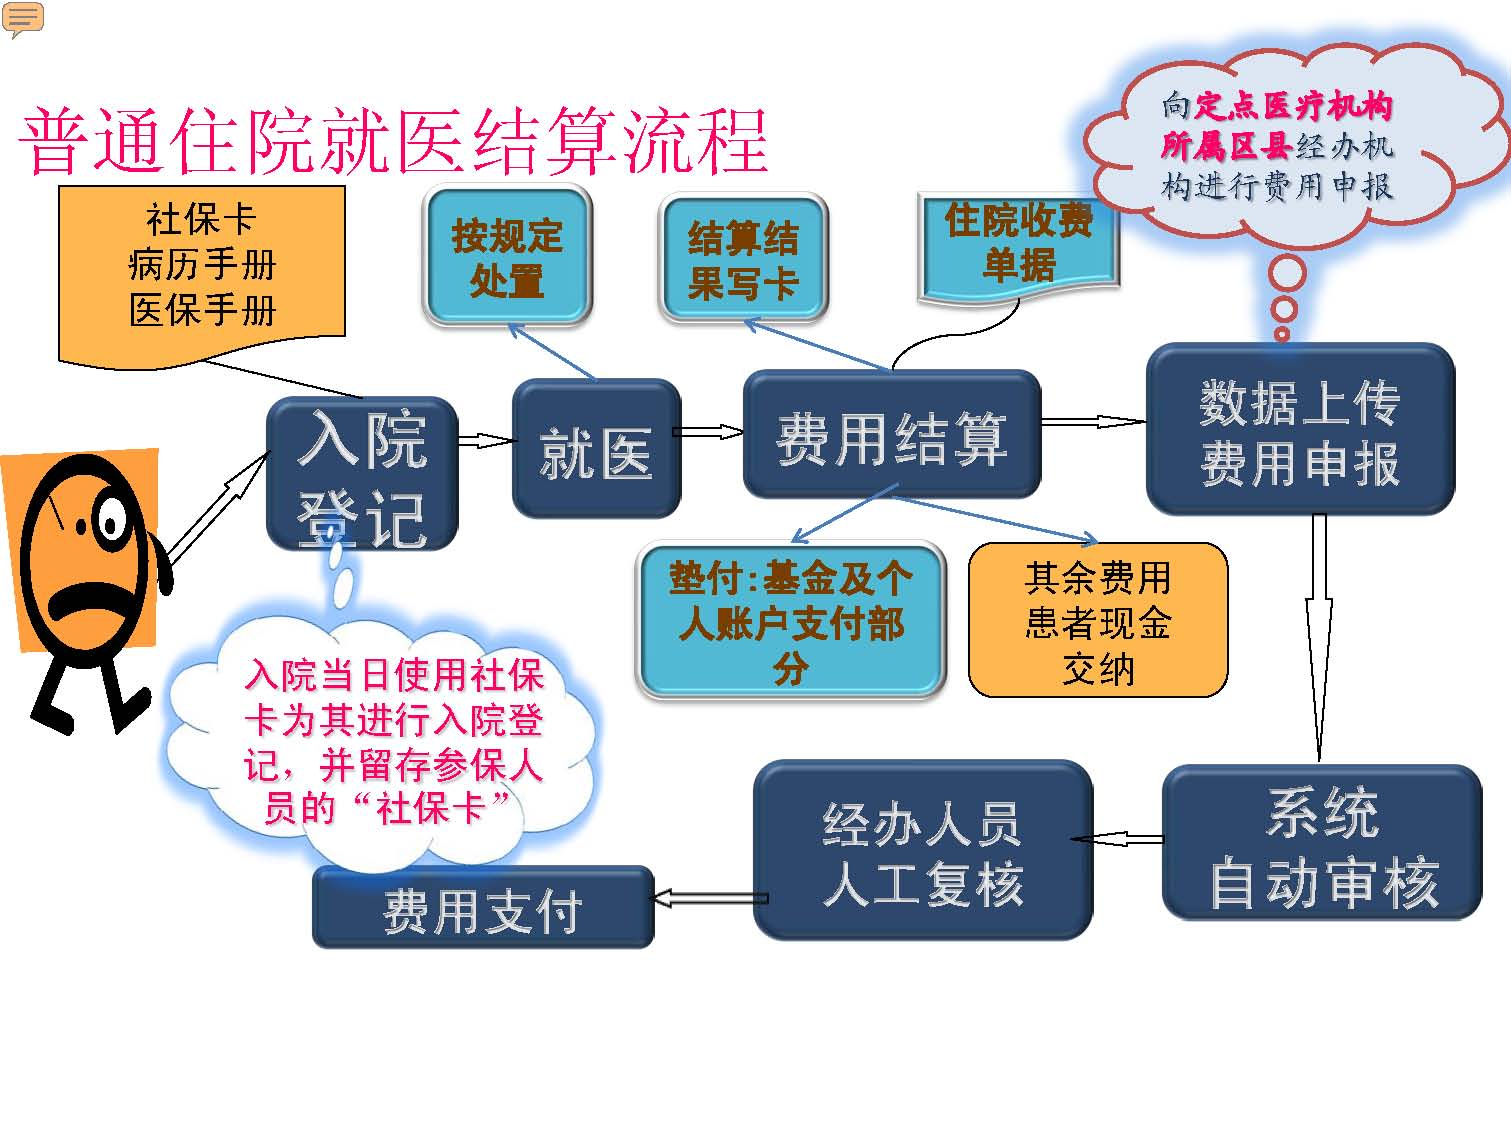 普通住院就医结算流程
向定点医疗机构
所属区县经办机
构进行费用申报
社保卡
病历手册
医保手册
按规定
处置
结算结
果写卡
住院收费
单据
入院
登记
就医
费用结算
数据上传
费用申报
垫付:基金及个
人账户支付部
分
其余费用
患者现金
交纳
入院当日使用社保
卡为其进行入院登
记，并留存参保人
员的“社保卡”
系统
自动审核
经办人员
人工复核
费用支付